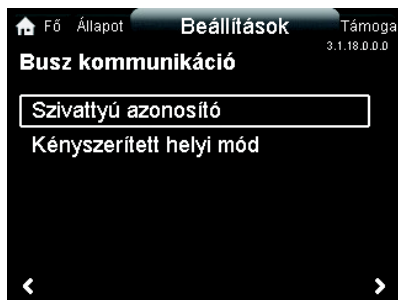 Fő Állapot Beállítások Támoga
3.1.18.0.0.0
Busz kommunikáció
Szivattyú azonosító
Kényszerített helyi mód